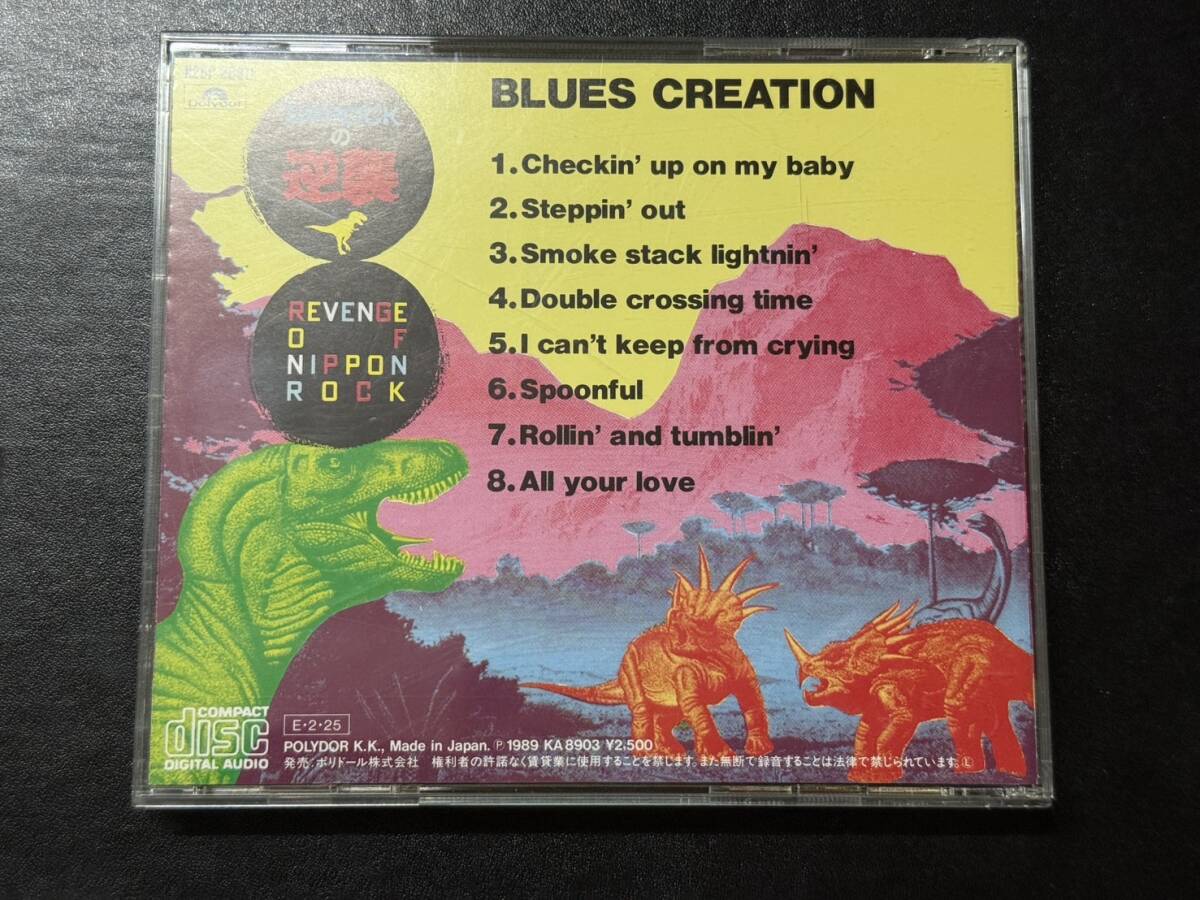 Polydor
の
逆襲
REVENGE
OF
NIPPON
ROCK
BLUES CREATION
1.Checkin' up on my baby
2.Steppin' out
3.Smoke stack lightnin'
4.Double crossing time
5.I can't keep from crying
6.Spoonful
7.Rollin' and tumblin'
8.All your love
COMPACT
disc
DIGITAL AUDIO
E・2・25
POLYDOR K.K., Made in Japan. ℗1989 KA8903 ¥2,500
発売:ポリドール株式会社 権利者の許諾なく賃貸業に使用することを禁じます。また無断で録音することは法律で禁じられています。Ⓛ